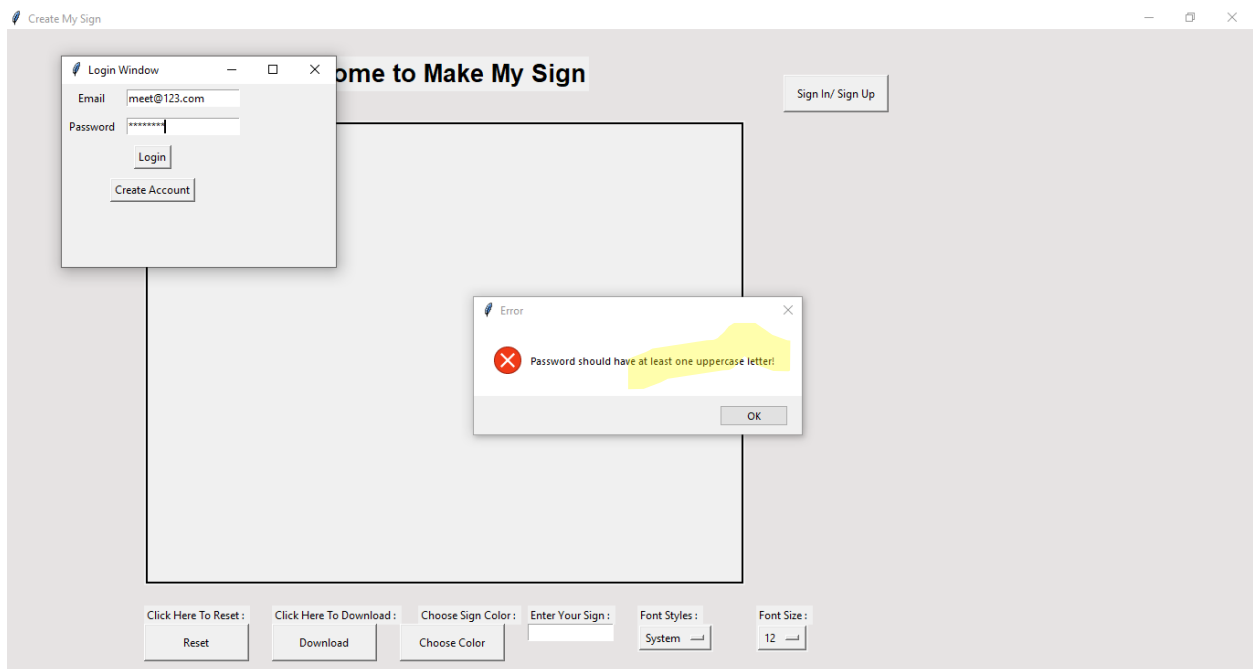 Create My Sign
Login Window
ome to Make My Sign
Sign In/ Sign Up
Email
meet@123.com
Password
********
Login
Create Account
Error
Password should have at least one uppercase letter!
OK
Click Here To Reset :
Click Here To Download :
Choose Sign Color :
Enter Your Sign :
Font Styles :
Font Size :
Reset
Download
Choose Color
System
12